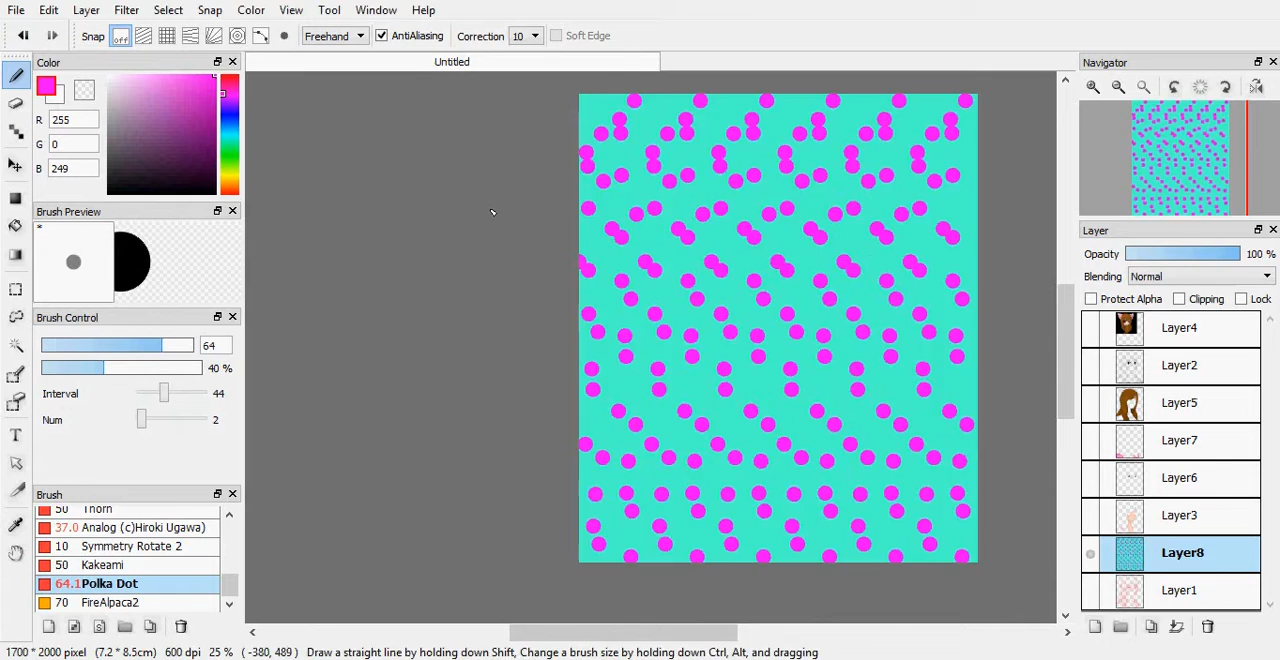 File Edit Layer Filter Select Snap Color View Tool Window Help
Snap off Freehand AntiAliasing Correction 10 Soft Edge
Color
R 255
G 0
B 249
Brush Preview
*
Brush Control
64
40 %
Interval 44
Num 2
Brush
50 Thorn
37.0 Analog (c)Hiroki Ugawa)
10 Symmetry Rotate 2
50 Kakeami
64.1 Polka Dot
70 FireAlpaca2
Untitled
Navigator
Layer
Opacity 100 %
Blending Normal
Protect Alpha Clipping Lock
Layer4
Layer2
Layer5
Layer7
Layer6
Layer3
Layer8
Layer1
1700 * 2000 pixel (7.2 * 8.5cm) 600 dpi 25 % ( -380, 489 ) Draw a straight line by holding down Shift, Change a brush size by holding down Ctrl, Alt, and dragging